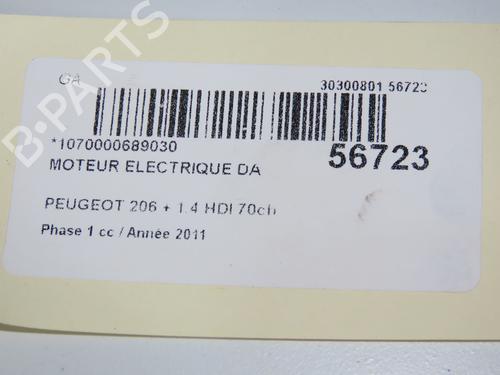 GA 30300801 56723
*1070000689030
56723
MOTEUR ELECTRIQUE DA
PEUGEOT 206 + 1.4 HDI 70ch
Phase 1 cc / Année 2011
B-PARTS